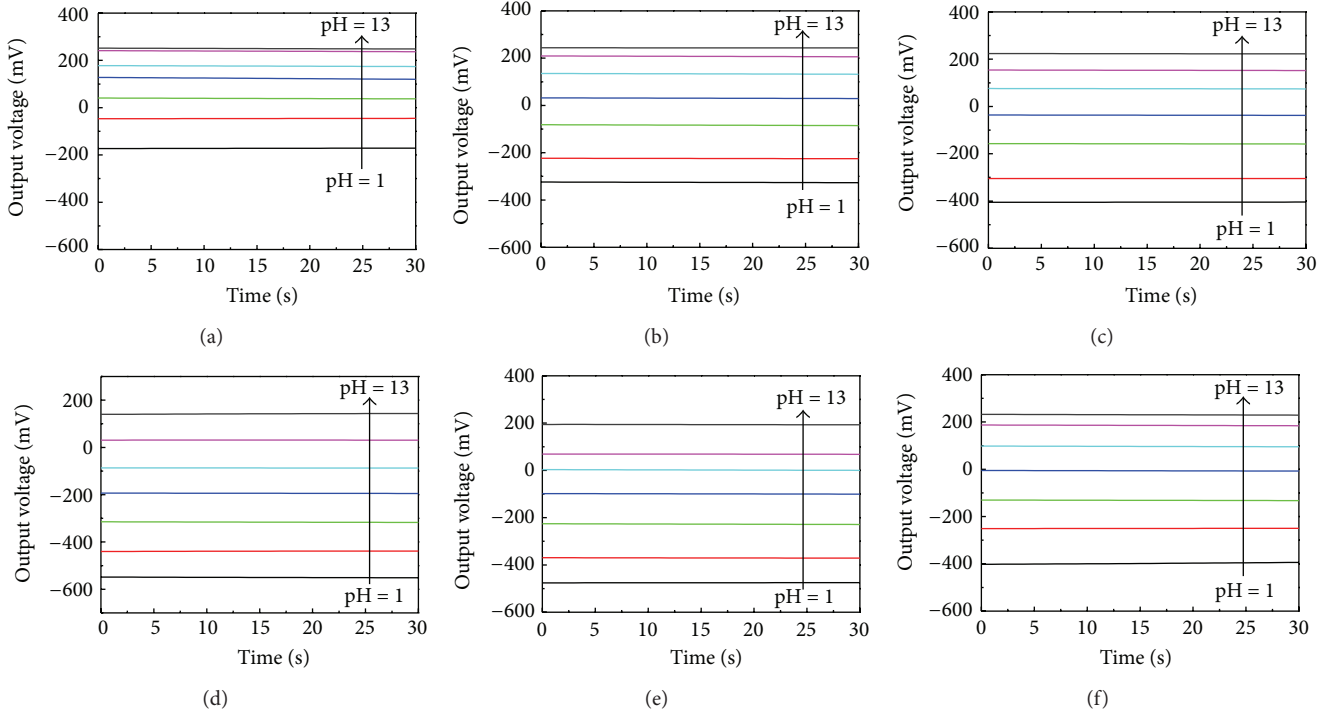 400
200
0
−200
−400
−600
Output voltage (mV)
pH = 13
pH = 1
0 5 10 15 20 25 30
Time (s)
(a)
400
200
0
−200
−400
−600
Output voltage (mV)
pH = 13
pH = 1
0 5 10 15 20 25 30
Time (s)
(b)
400
200
0
−200
−400
−600
Output voltage (mV)
pH = 13
pH = 1
0 5 10 15 20 25 30
Time (s)
(c)
200
0
−200
−400
−600
Output voltage (mV)
pH = 13
pH = 1
0 5 10 15 20 25 30
Time (s)
(d)
400
200
0
−200
−400
−600
Output voltage (mV)
pH = 13
pH = 1
0 5 10 15 20 25 30
Time (s)
(e)
400
200
0
−200
−400
−600
Output voltage (mV)
pH = 13
pH = 1
0 5 10 15 20 25 30
Time (s)
(f)